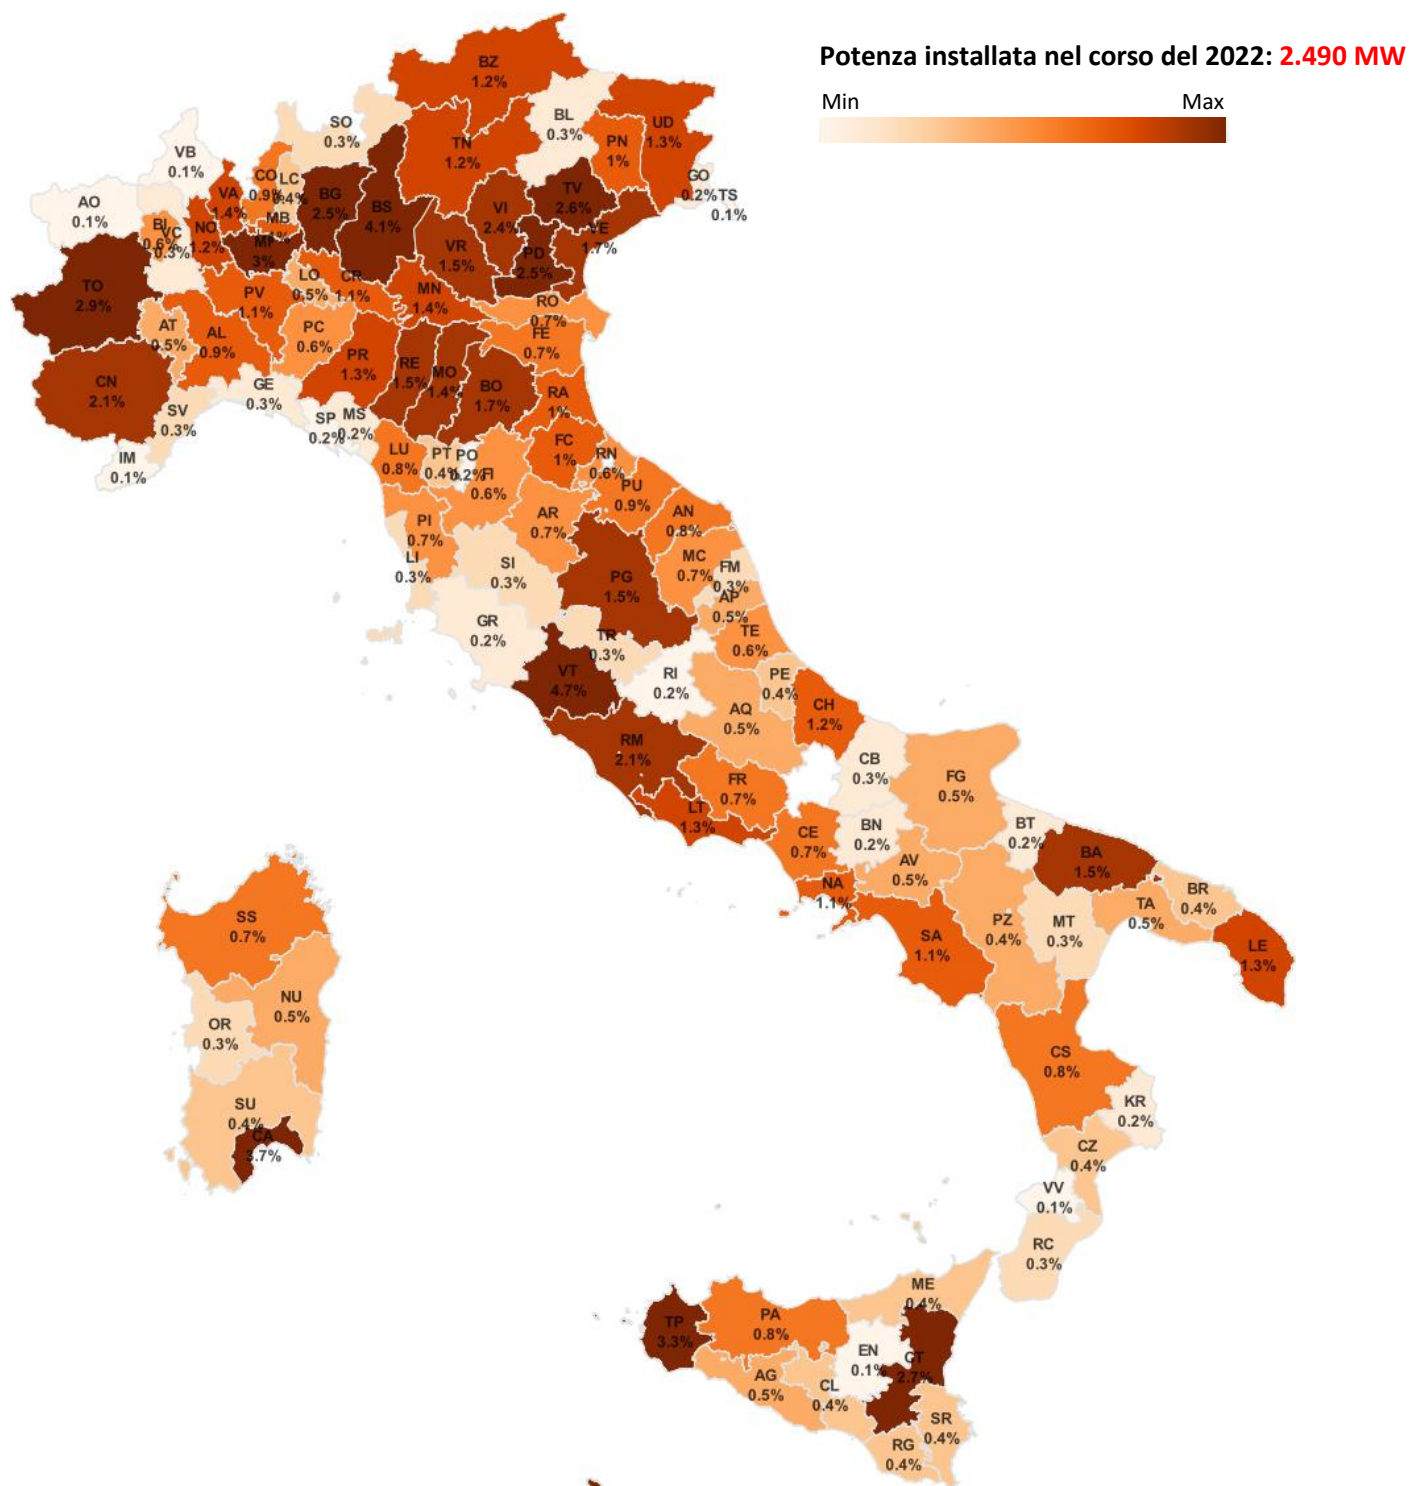 Potenza installata nel corso del 2022: 2.490 MW
Min
Max
BZ
1.2%
SO
0.3%
BL
0.3%
UD
1.3%
PN
1%
TN
1.2%
VB
0.1%
GO
0.2%
TS
0.1%
CO
0.9%
LC
0.4%
VA
1.4%
BG
2.5%
BS
4.1%
TV
2.6%
VI
2.4%
AO
0.1%
MB
1%
BI
0.6%
VC
0.3%
NO
1.2%
MI
3%
VR
1.5%
PD
2.5%
VE
1.7%
TO
2.9%
LO
0.5%
CR
1.1%
PV
1.1%
MN
1.4%
RO
0.7%
AT
0.5%
AL
0.9%
PC
0.6%
FE
0.7%
PR
1.3%
RE
1.5%
MO
1.4%
BO
1.7%
CN
2.1%
GE
0.3%
RA
1%
SV
0.3%
SP
0.2%
MS
0.2%
FC
1%
LU
0.8%
PT
0.4%
PO
0.2%
FI
0.6%
RN
0.6%
IM
0.1%
PU
0.9%
AR
0.7%
AN
0.8%
PI
0.7%
LI
0.3%
SI
0.3%
MC
0.7%
FM
0.3%
PG
1.5%
AP
0.5%
GR
0.2%
TR
0.3%
TE
0.6%
VT
4.7%
RI
0.2%
PE
0.4%
AQ
0.5%
CH
1.2%
RM
2.1%
CB
0.3%
FG
0.5%
FR
0.7%
LT
1.3%
CE
0.7%
BN
0.2%
BT
0.2%
BA
1.5%
AV
0.5%
NA
1.1%
BR
0.4%
TA
0.5%
SS
0.7%
PZ
0.4%
MT
0.3%
SA
1.1%
LE
1.3%
NU
0.5%
OR
0.3%
CS
0.8%
SU
0.4%
CA
3.7%
KR
0.2%
CZ
0.4%
VV
0.1%
RC
0.3%
ME
0.4%
TP
3.3%
PA
0.8%
EN
0.1%
CT
2.7%
AG
0.5%
CL
0.4%
SR
0.4%
RG
0.4%